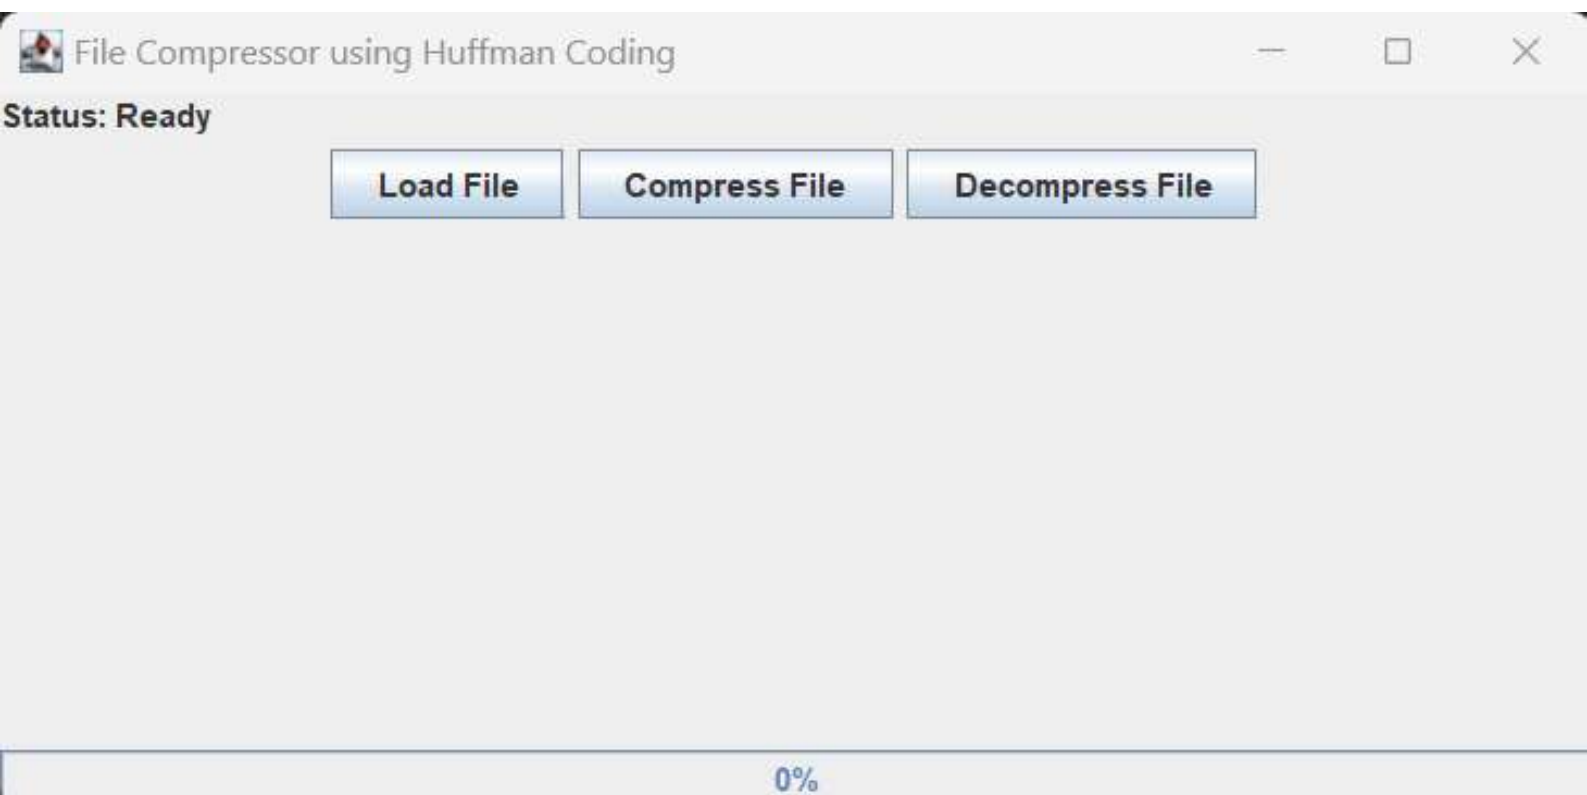 File Compressor using Huffman Coding
Status: Ready
Load File Compress File Decompress File
0%